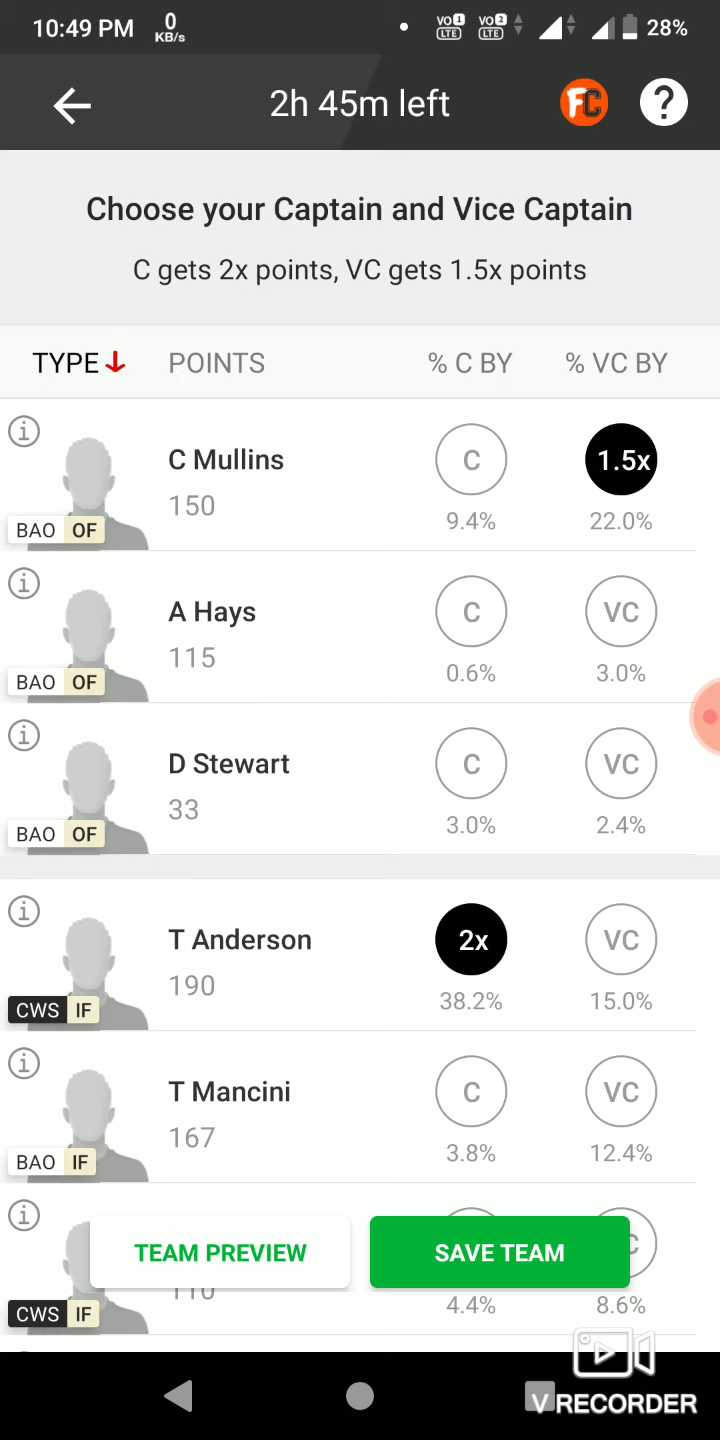 10:49 PM 0 KB/s VO 1 LTE VO 2 LTE 28%
2h 45m left FC ?
Choose your Captain and Vice Captain
C gets 2x points, VC gets 1.5x points
TYPE POINTS % C BY % VC BY
C Mullins C 1.5x
150 9.4% 22.0%
BAO OF
A Hays C VC
115 0.6% 3.0%
BAO OF
D Stewart C VC
33 3.0% 2.4%
BAO OF
T Anderson 2x VC
190 38.2% 15.0%
CWS IF
T Mancini C VC
167 3.8% 12.4%
BAO IF
TEAM PREVIEW SAVE TEAM
110 4.4% 8.6%
CWS IF
V RECORDER